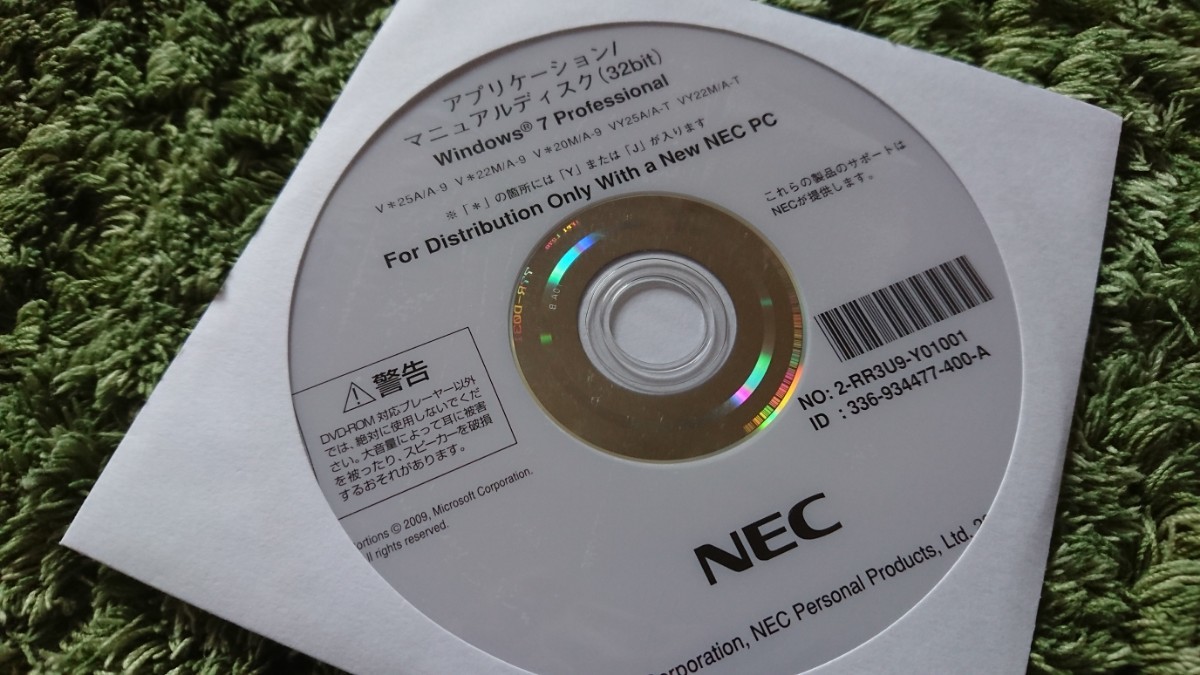 アプリケーション/
マニュアルディスク(32bit)
Windows® 7 Professional
V*25A/A-9 V*22M/A-9 V*20M/A-9 VY25A/A-T VY22M/A-T
※「*」の箇所には「Y」または「J」が入ります
For Distribution Only With a New NEC PC
これらの製品のサポートは
NECが提供します。
警告
DVD-ROM 対応プレーヤー以外
では、絶対に使用しないでくだ
さい。大音量によって耳に被害
を被ったり、スピーカーを破損
するおそれがあります。
NO: 2-RR3U9-Y01001
ID : 336-934477-400-A
ortions © 2009, Microsoft Corporation.
ll rights reserved.
NEC
orporation, NEC Personal Products, Ltd.